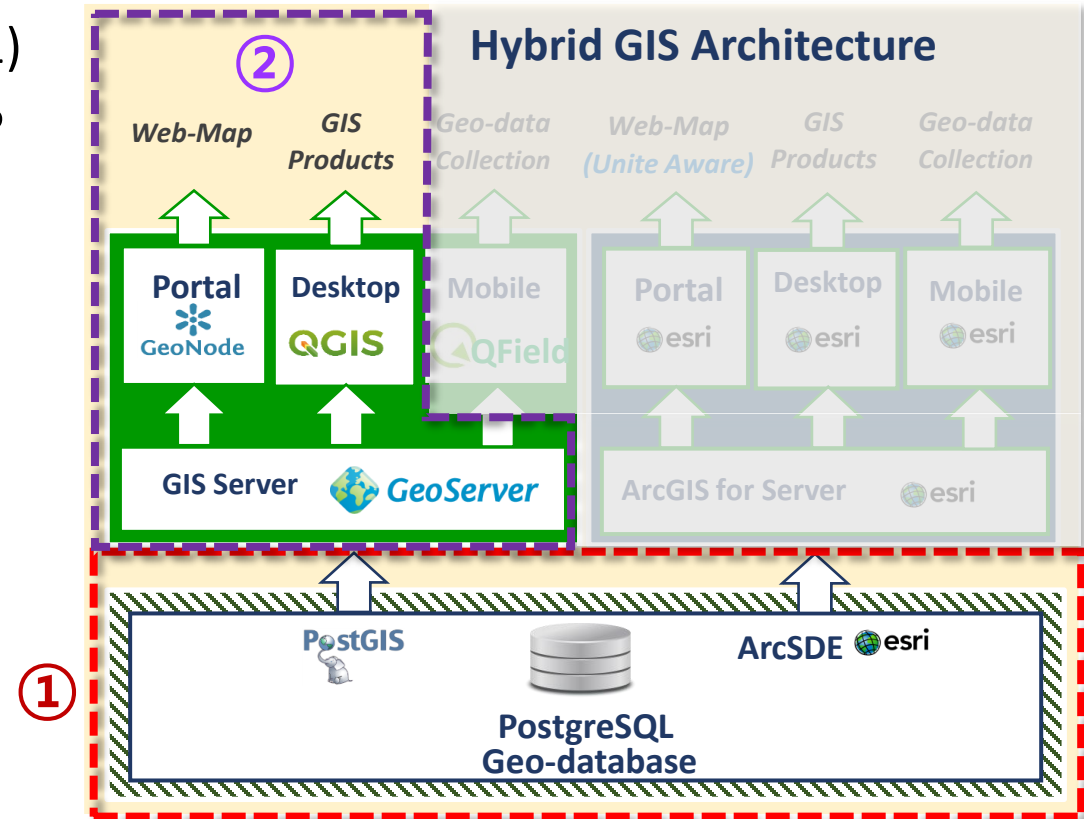 ②
Hybrid GIS Architecture
Web-Map
GIS
Products
Geo-data
Collection
Web-Map
(Unite Aware)
GIS
Products
Geo-data
Collection
Portal
GeoNode
Desktop
QGIS
Mobile
QField
Portal
esri
Desktop
esri
Mobile
esri
GIS Server
GeoServer
ArcGIS for Server
esri
①
PostGIS
ArcSDE
esri
PostgreSQL
Geo-database